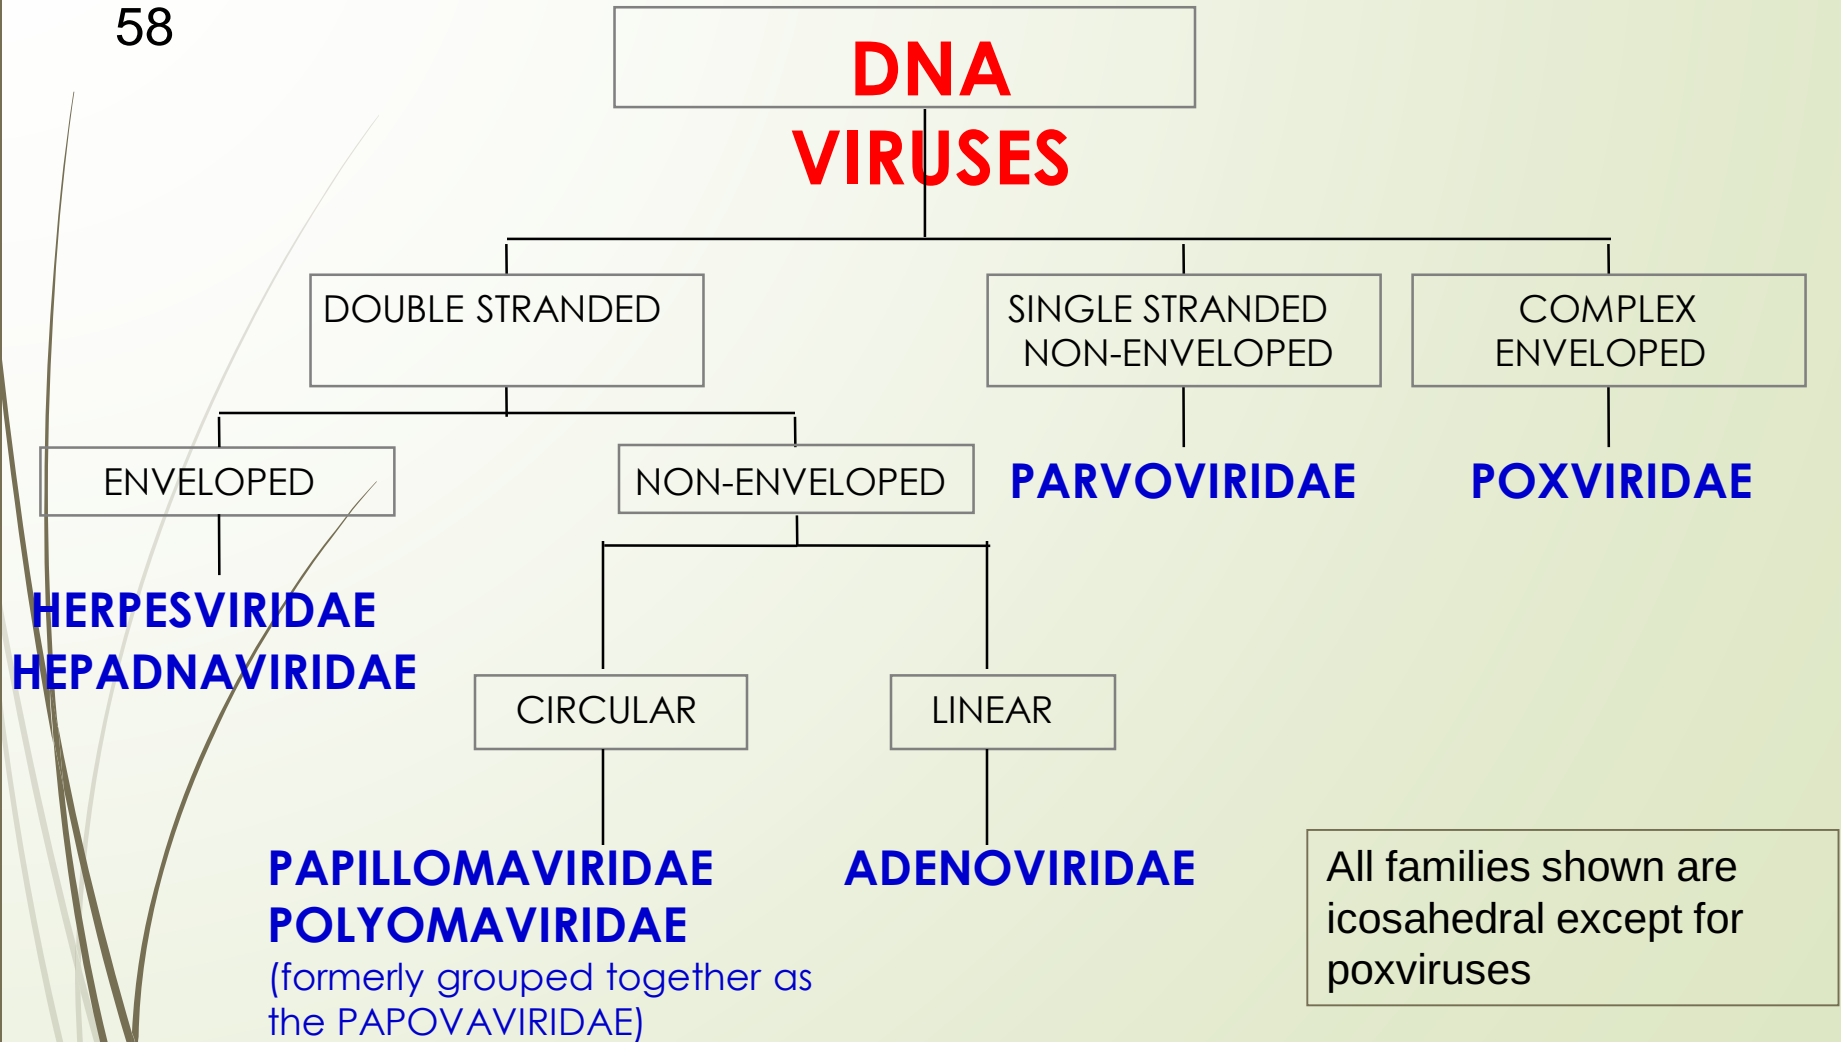 58
DNA
VIRUSES
DOUBLE STRANDED
SINGLE STRANDED
NON-ENVELOPED
COMPLEX
ENVELOPED
ENVELOPED
NON-ENVELOPED
PARVOVIRIDAE
POXVIRIDAE
HERPESVIRIDAE
HEPADNAVIRIDAE
CIRCULAR
LINEAR
PAPILLOMAVIRIDAE
POLYOMAVIRIDAE
(formerly grouped together as
the PAPOVAVIRIDAE)
ADENOVIRIDAE
All families shown are
icosahedral except for
poxviruses